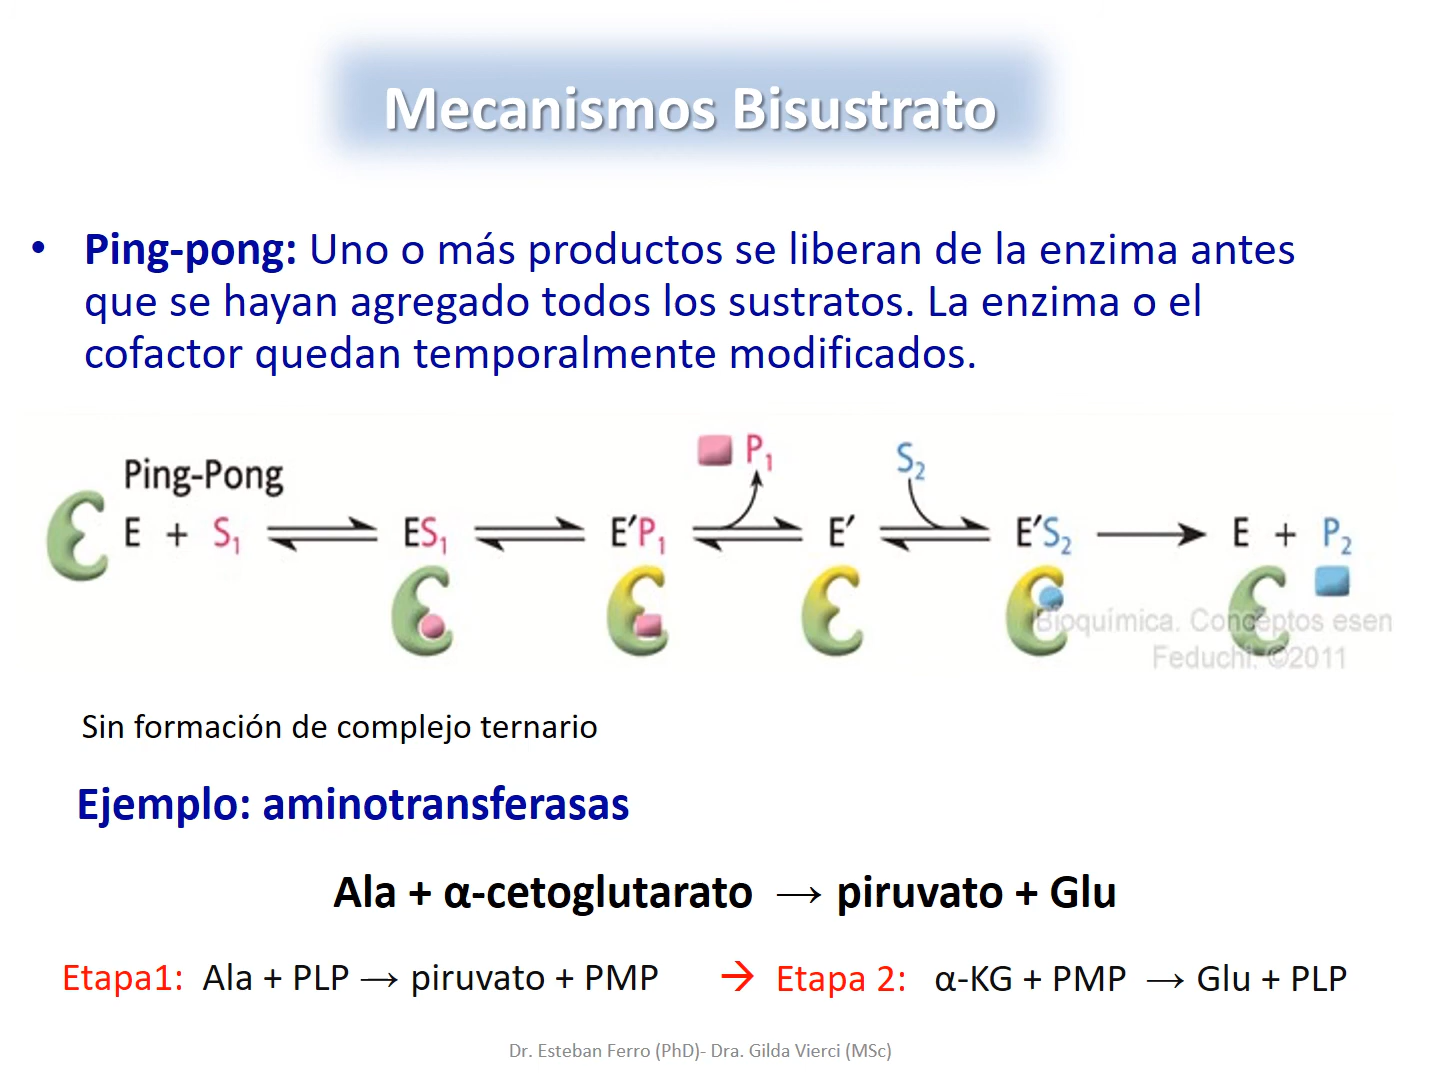 Mecanismos Bisustrato
• Ping-pong: Uno o más productos se liberan de la enzima antes
que se hayan agregado todos los sustratos. La enzima o el
cofactor quedan temporalmente modificados.
P₁
S₂
Ping-Pong
E + S₁ ⇌ ES₁ ⇌ E′P₁ ⇌ E′ ⇌ E′S₂ → E + P₂
Bioquímica. Conceptos esen
Feduchi. ©2011
Sin formación de complejo ternario
Ejemplo: aminotransferasas
Ala + α-cetoglutarato → piruvato + Glu
Etapa1: Ala + PLP → piruvato + PMP → Etapa 2: α-KG + PMP → Glu + PLP
Dr. Esteban Ferro (PhD)- Dra. Gilda Vierci (MSc)